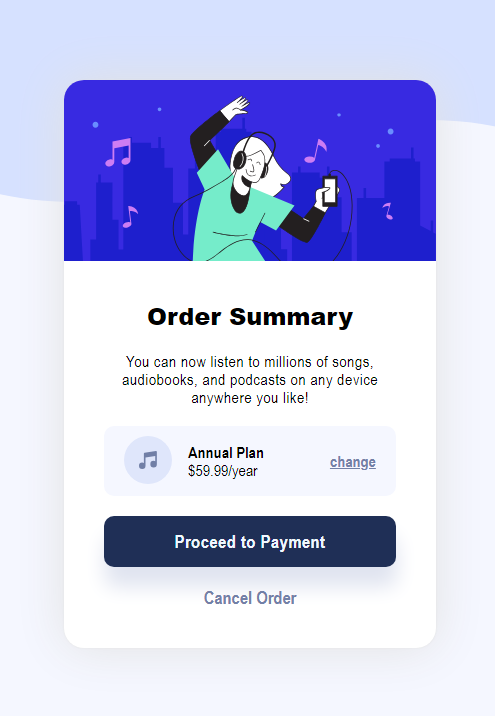 Order Summary
You can now listen to millions of songs,
audiobooks, and podcasts on any device
anywhere you like!
Annual Plan
$59.99/year
change
Proceed to Payment
Cancel Order